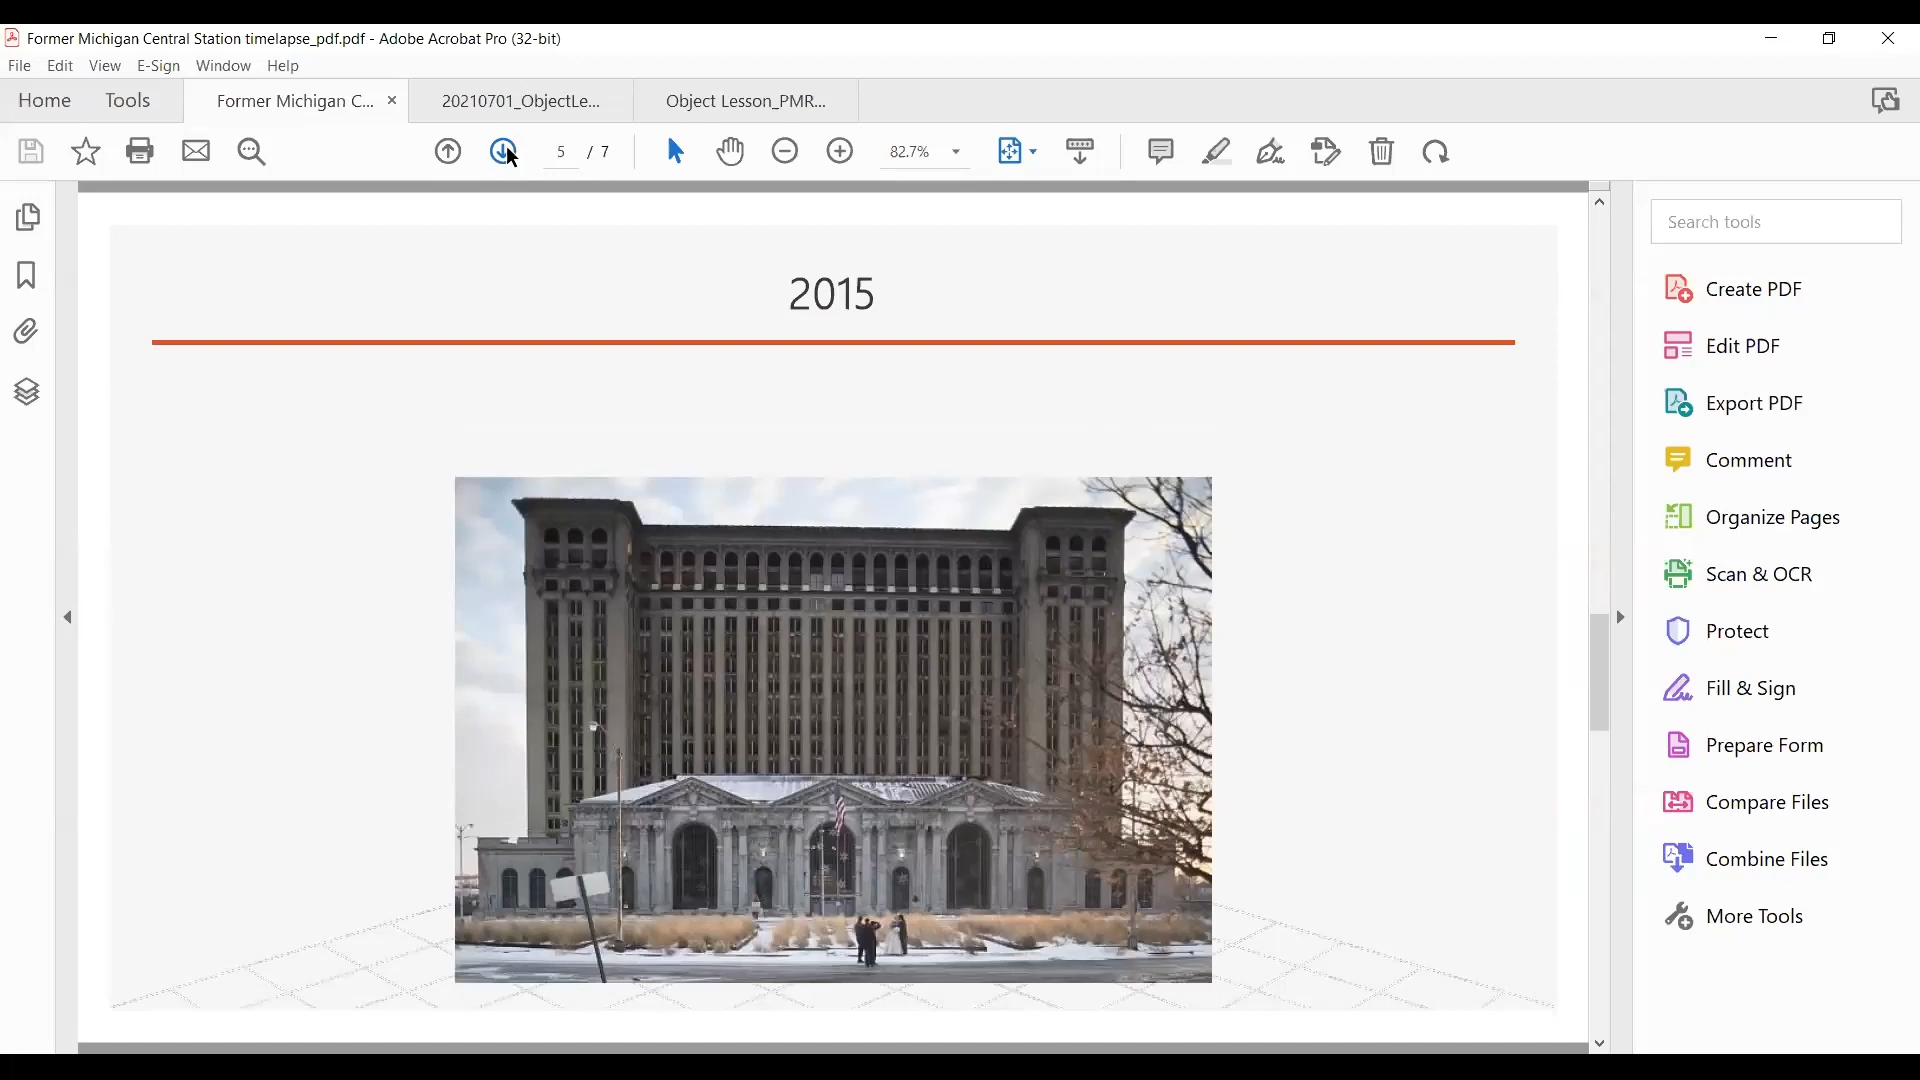 Former Michigan Central Station timelapse_pdf.pdf - Adobe Acrobat Pro (32-bit)
File Edit View E-Sign Window Help
Home Tools Former Michigan C... 20210701_ObjectLe... Object Lesson_PMR...
5 / 7 82.7%
Search tools
2015
Create PDF
Edit PDF
Export PDF
Comment
Organize Pages
Scan & OCR
Protect
Fill & Sign
Prepare Form
Compare Files
Combine Files
More Tools